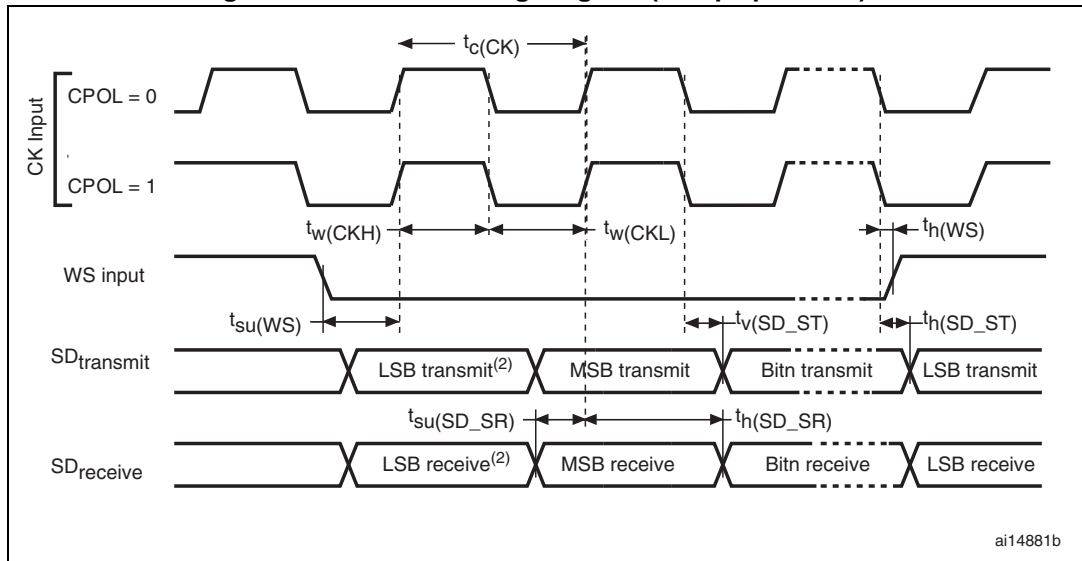 tc(CK)
CK Input
CPOL = 0
CPOL = 1
tw(CKH)
tw(CKL)
th(WS)
WS input
tsu(WS)
tv(SD_ST)
th(SD_ST)
SDtransmit
LSB transmit(2)
MSB transmit
Bitn transmit
LSB transmit
tsu(SD_SR)
th(SD_SR)
SDreceive
LSB receive(2)
MSB receive
Bitn receive
LSB receive
ai14881b